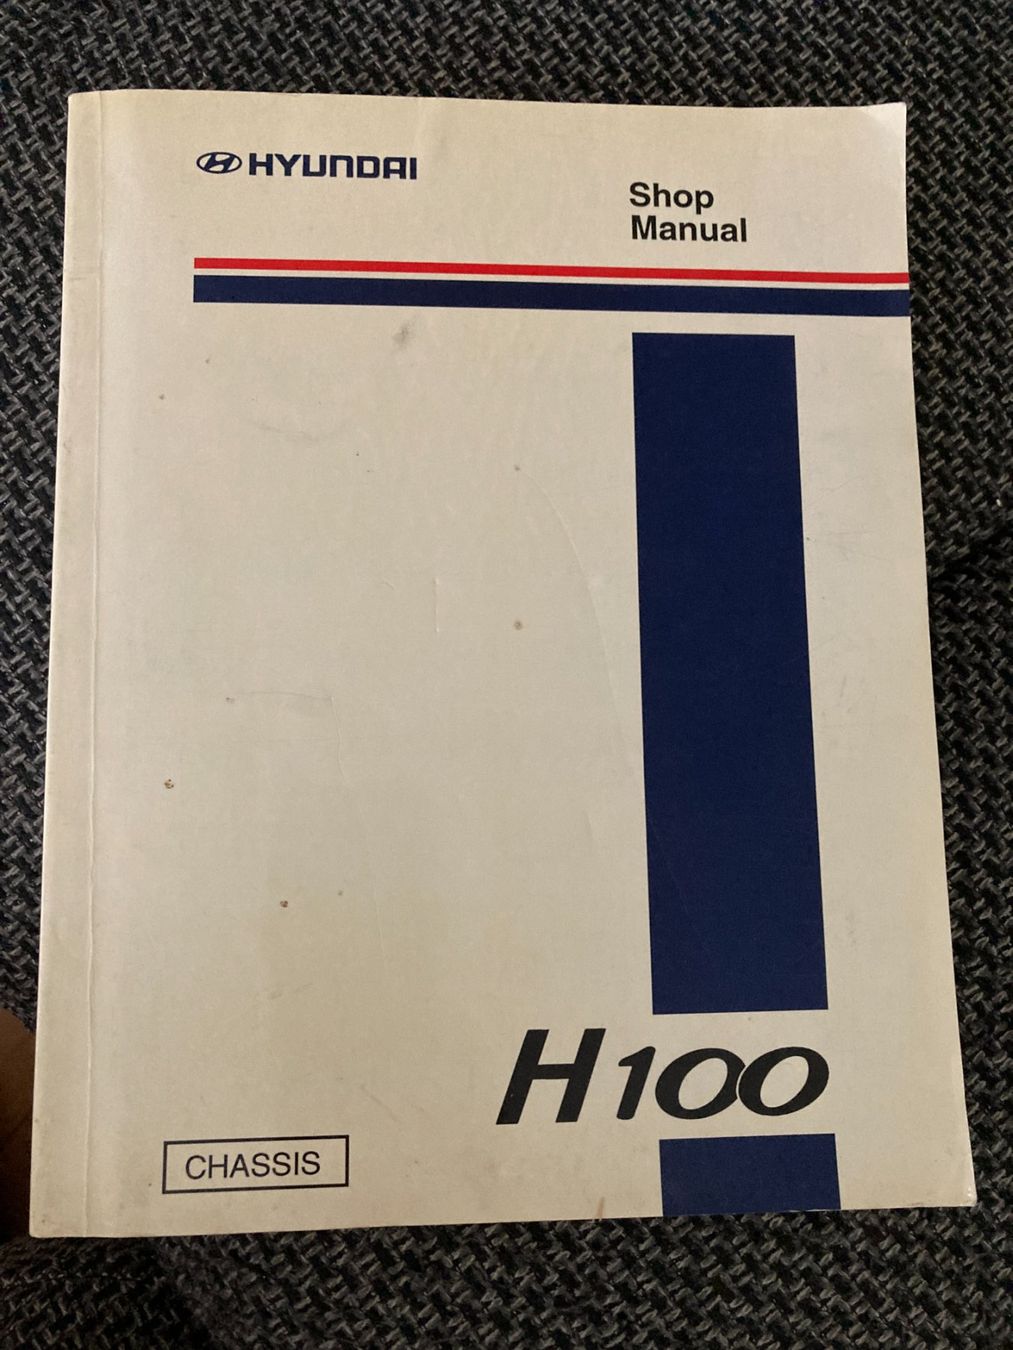 HYUNDAI
Shop
Manual
H100
CHASSIS